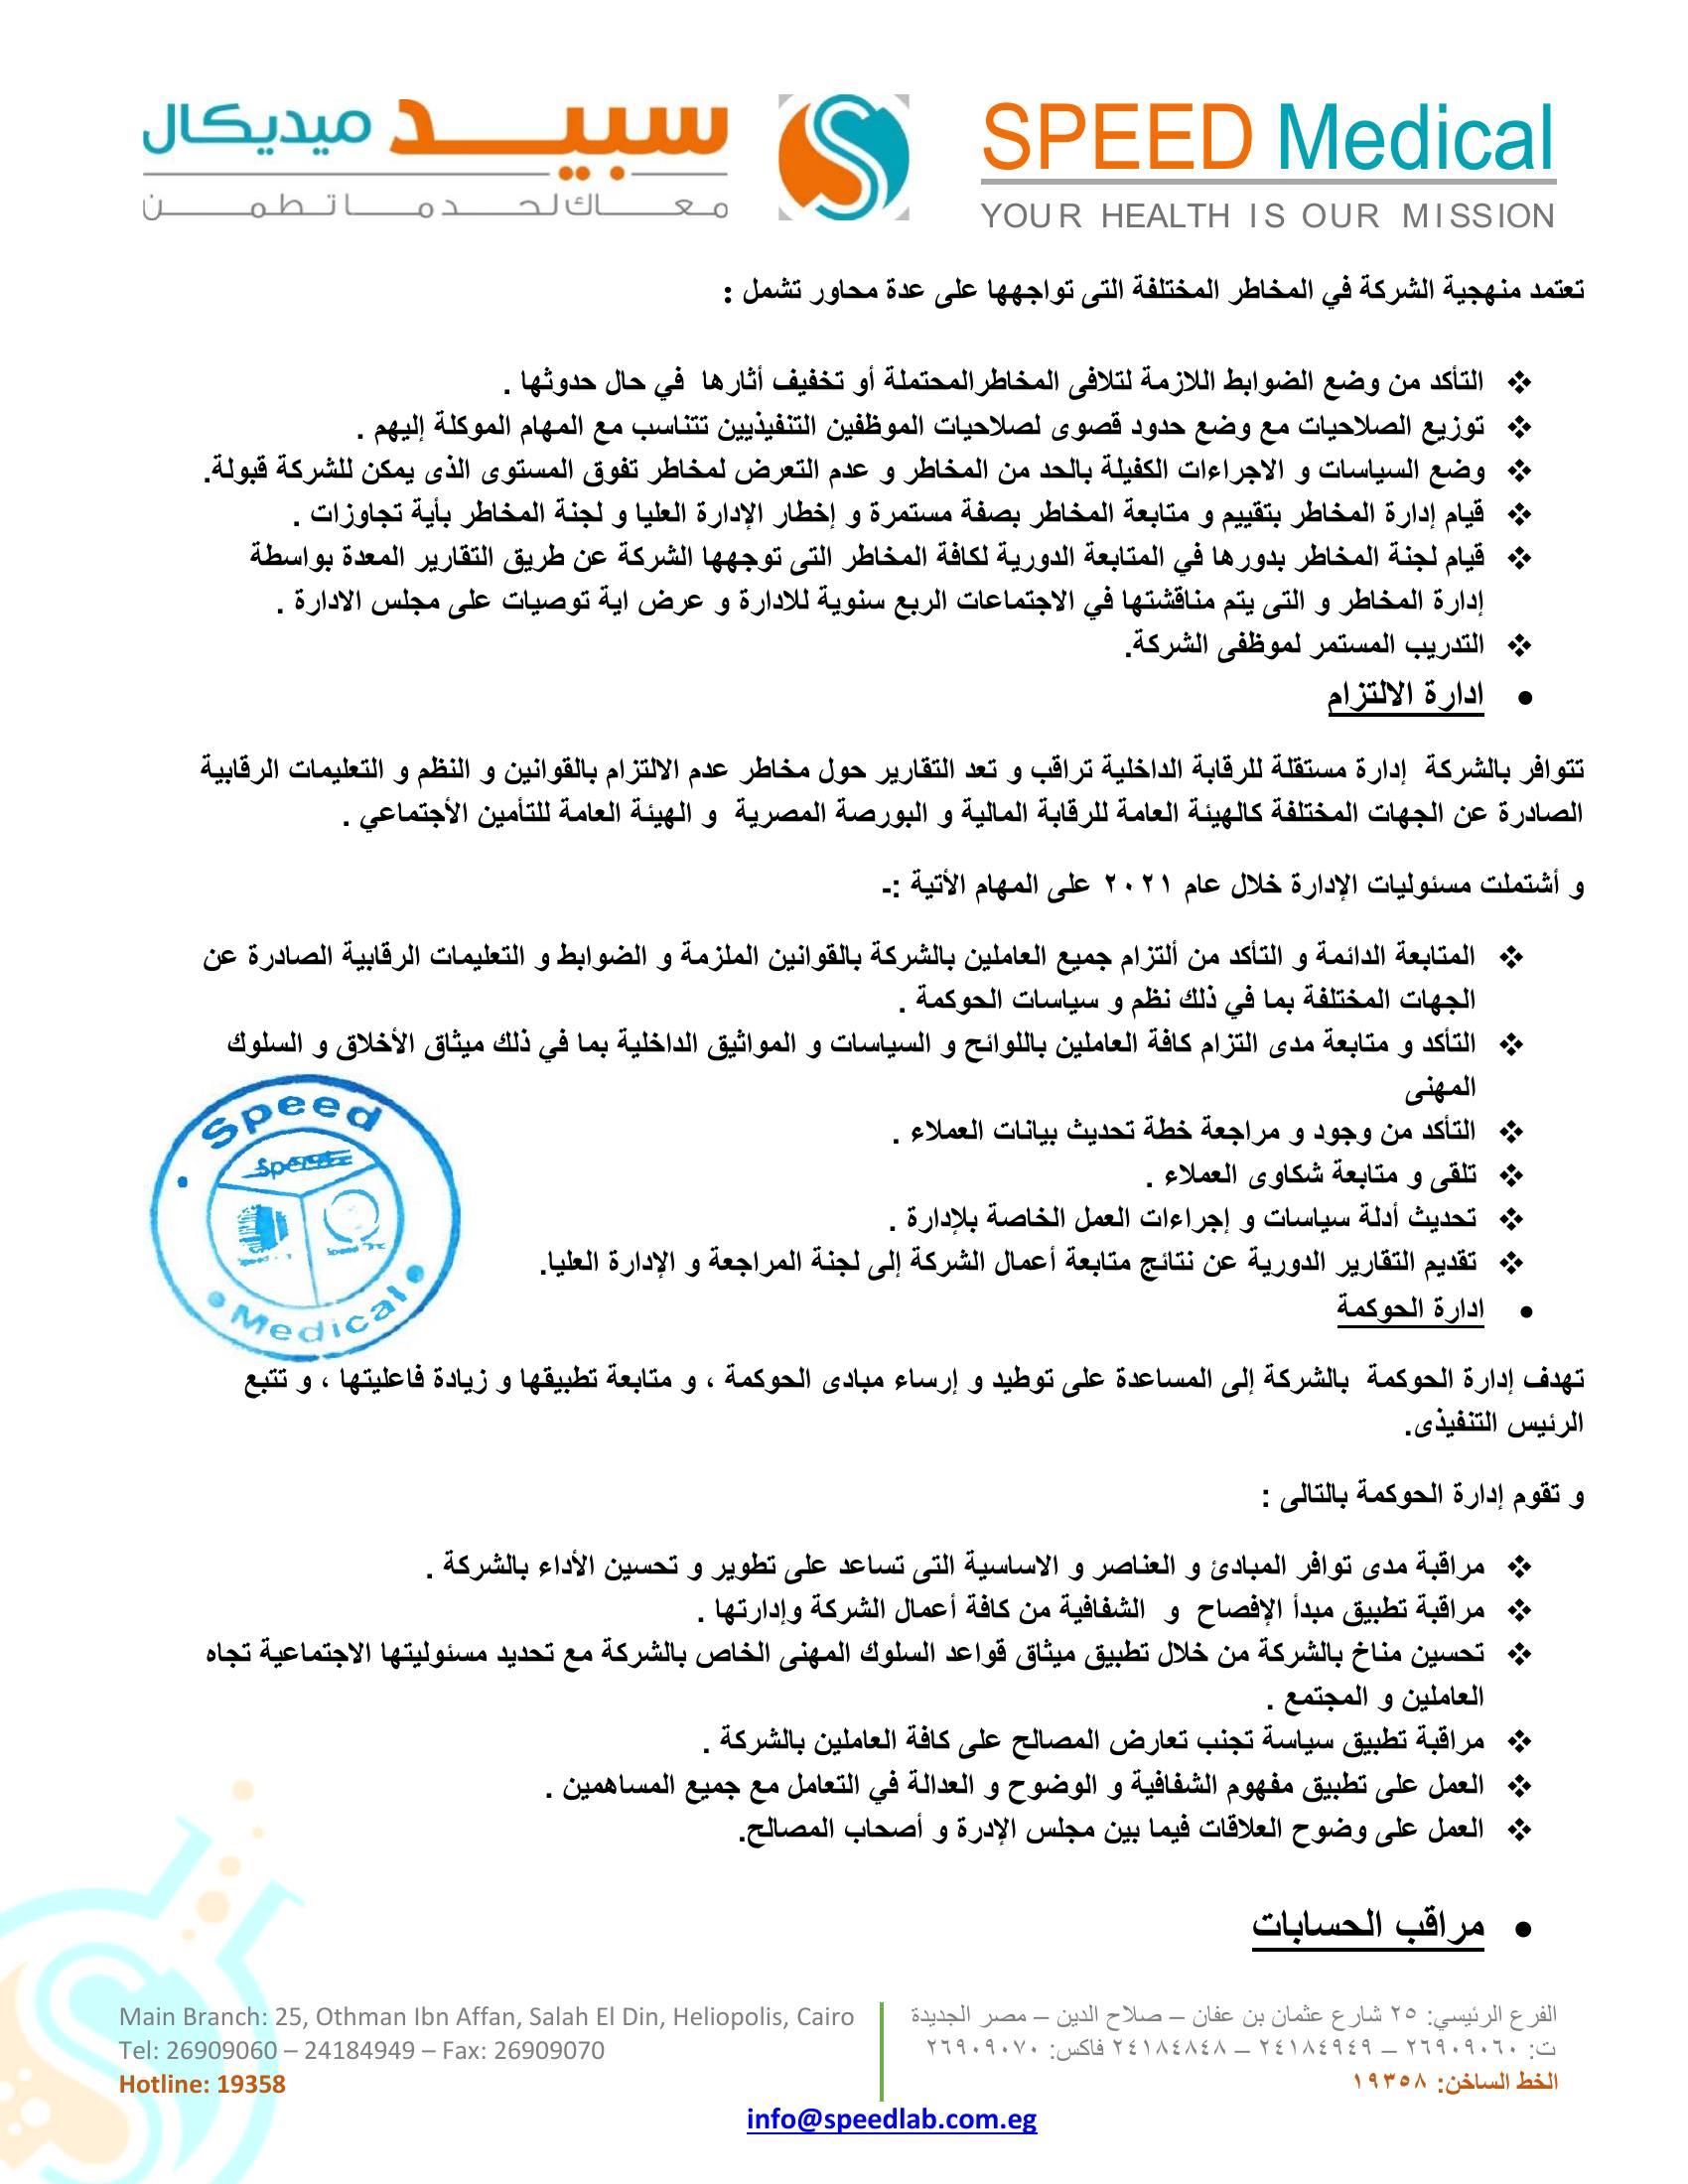 سبيد ميديكال
معاك لحد ما تطمن
SPEED Medical
YOUR HEALTH IS OUR MISSION
تعتمد منهجية الشركة في المخاطر المختلفة التى تواجهها على عدة محاور تشمل :
❖ التأكد من وضع الضوابط اللازمة لتلافى المخاطرالمحتملة أو تخفيف أثارها في حال حدوثها .
❖ توزيع الصلاحيات مع وضع حدود قصوى لصلاحيات الموظفين التنفيذيين تتناسب مع المهام الموكلة إليهم .
❖ وضع السياسات و الاجراءات الكفيلة بالحد من المخاطر و عدم التعرض لمخاطر تفوق المستوى الذى يمكن للشركة قبولة.
❖ قيام إدارة المخاطر بتقييم و متابعة المخاطر بصفة مستمرة و إخطار الإدارة العليا و لجنة المخاطر بأية تجاوزات .
❖ قيام لجنة المخاطر بدورها في المتابعة الدورية لكافة المخاطر التى توجهها الشركة عن طريق التقارير المعدة بواسطة
إدارة المخاطر و التى يتم مناقشتها في الاجتماعات الربع سنوية للادارة و عرض اية توصيات على مجلس الادارة .
❖ التدريب المستمر لموظفى الشركة.
• ادارة الالتزام
تتوافر بالشركة إدارة مستقلة للرقابة الداخلية تراقب و تعد التقارير حول مخاطر عدم الالتزام بالقوانين و النظم و التعليمات الرقابية
الصادرة عن الجهات المختلفة كالهيئة العامة للرقابة المالية و البورصة المصرية و الهيئة العامة للتأمين الأجتماعي .
و أشتملت مسئوليات الإدارة خلال عام ٢٠٢١ على المهام الأتية :-
❖ المتابعة الدائمة و التأكد من ألتزام جميع العاملين بالشركة بالقوانين الملزمة و الضوابط و التعليمات الرقابية الصادرة عن
الجهات المختلفة بما في ذلك نظم و سياسات الحوكمة .
❖ التأكد و متابعة مدى التزام كافة العاملين باللوائح و السياسات و المواثيق الداخلية بما في ذلك ميثاق الأخلاق و السلوك
المهنى
❖ التأكد من وجود و مراجعة خطة تحديث بيانات العملاء .
❖ تلقى و متابعة شكاوى العملاء .
❖ تحديث أدلة سياسات و إجراءات العمل الخاصة بلإدارة .
❖ تقديم التقارير الدورية عن نتائج متابعة أعمال الشركة إلى لجنة المراجعة و الإدارة العليا.
Speed
Speed
Medical
• ادارة الحوكمة
تهدف إدارة الحوكمة بالشركة إلى المساعدة على توطيد و إرساء مبادى الحوكمة ، و متابعة تطبيقها و زيادة فاعليتها ، و تتبع
الرئيس التنفيذى.
و تقوم إدارة الحوكمة بالتالى :
❖ مراقبة مدى توافر المبادئ و العناصر و الاساسية التى تساعد على تطوير و تحسين الأداء بالشركة .
❖ مراقبة تطبيق مبدأ الإفصاح و الشفافية من كافة أعمال الشركة وإدارتها .
❖ تحسين مناخ بالشركة من خلال تطبيق ميثاق قواعد السلوك المهنى الخاص بالشركة مع تحديد مسئوليتها الاجتماعية تجاه
العاملين و المجتمع .
❖ مراقبة تطبيق سياسة تجنب تعارض المصالح على كافة العاملين بالشركة .
❖ العمل على تطبيق مفهوم الشفافية و الوضوح و العدالة في التعامل مع جميع المساهمين .
❖ العمل على وضوح العلاقات فيما بين مجلس الإدرة و أصحاب المصالح.
• مراقب الحسابات
الفرع الرئيسي: ٢٥ شارع عثمان بن عفان – صلاح الدين – مصر الجديدة
ت: ٢٦٩٠٩٠٦٠ – ٢٤١٨٤٩٤٩ – ٢٤١٨٤٨٤٨ فاكس: ٢٦٩٠٩٠٧٠
الخط الساخن: ١٩٣٥٨
Main Branch: 25, Othman Ibn Affan, Salah El Din, Heliopolis, Cairo
Tel: 26909060 – 24184949 – Fax: 26909070
Hotline: 19358
info@speedlab.com.eg